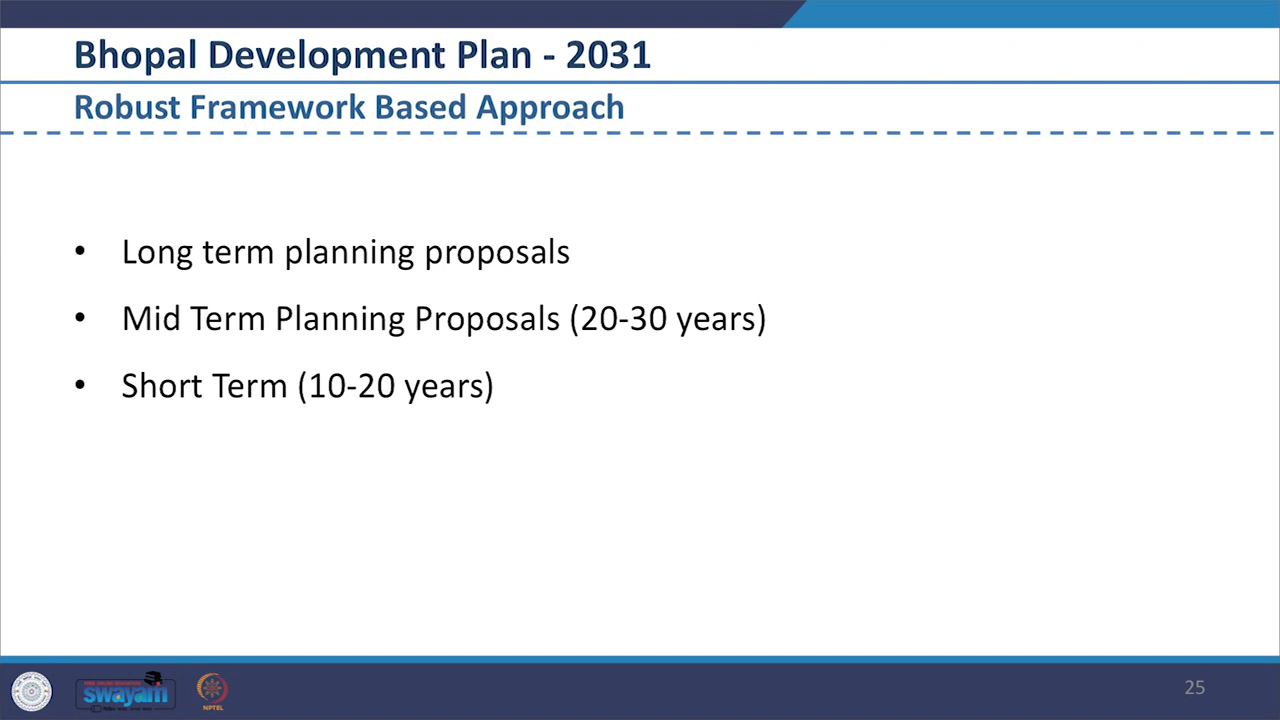 Bhopal Development Plan - 2031
Robust Framework Based Approach
• Long term planning proposals
• Mid Term Planning Proposals (20-30 years)
• Short Term (10-20 years)
swayam
NPTEL
25